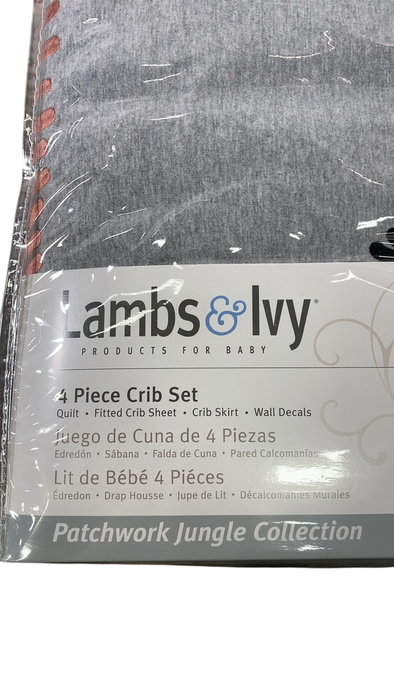 Lambs & Ivy®
PRODUCTS FOR BABY
4 Piece Crib Set
Quilt • Fitted Crib Sheet • Crib Skirt • Wall Decals
Juego de Cuna de 4 Piezas
Edredón • Sábana • Falda de Cuna • Pared Calcomanías
Lit de Bébé 4 Piéces
Édredon • Drap Housse • Jupe de Lit • Décalcomanies Murales
Patchwork Jungle Collection